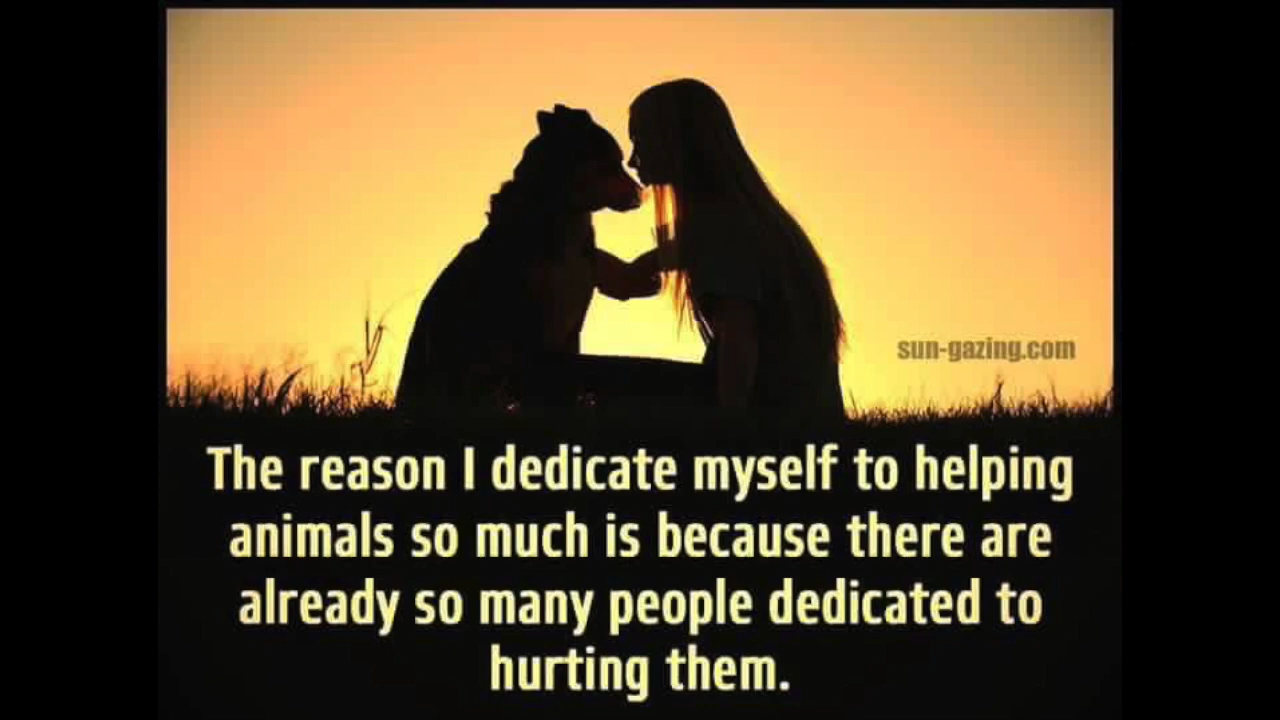 sun-gazing.com
The reason I dedicate myself to helping
animals so much is because there are
already so many people dedicated to
hurting them.